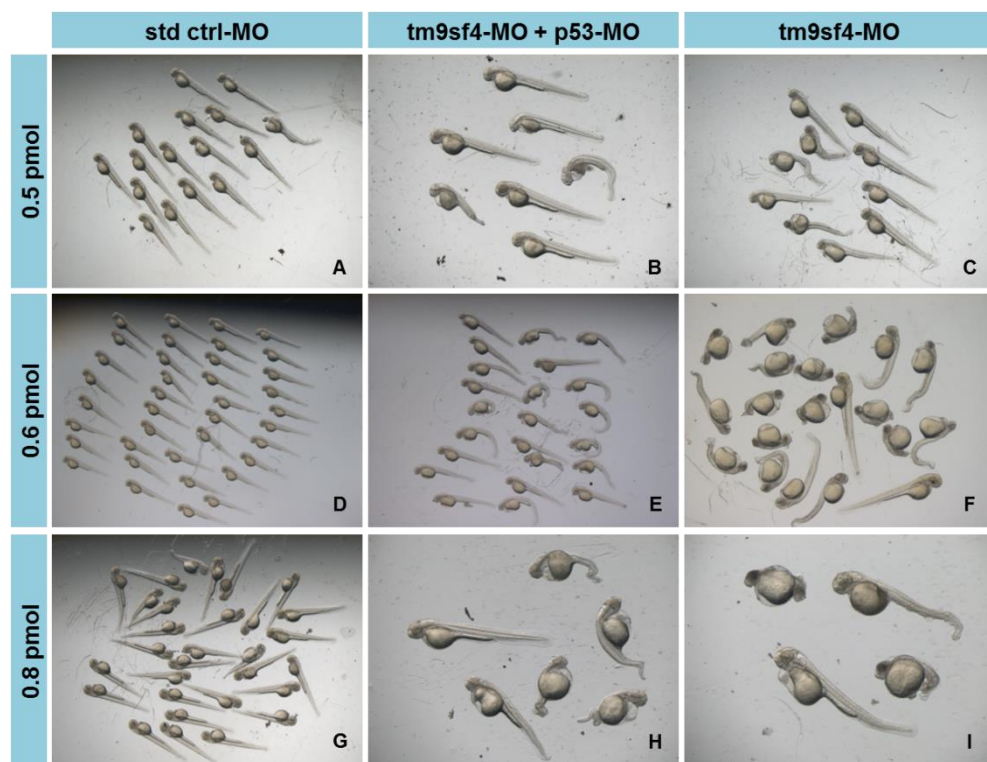 std ctrl-MO
tm9sf4-MO + p53-MO
tm9sf4-MO
0.5 pmol
A
B
C
0.6 pmol
D
E
F
0.8 pmol
G
H
I